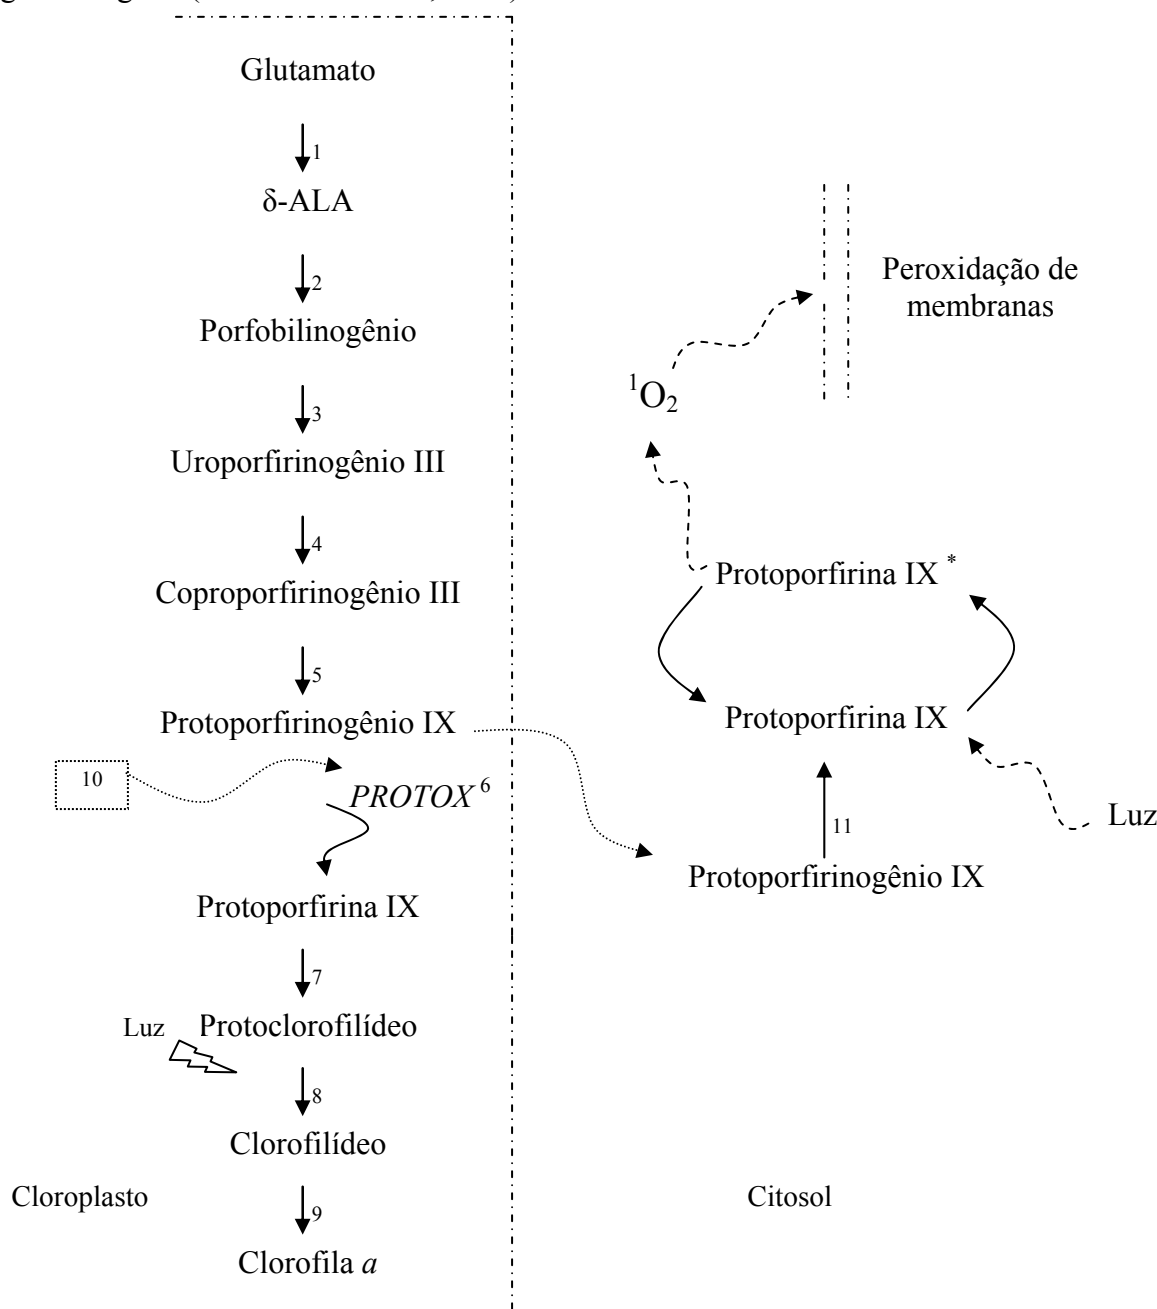 Glutamato
1
δ-ALA
2
Porfobilinogênio
3
Uroporfirinogênio III
4
Coproporfirinogênio III
5
Protoporfirinogênio IX
10
PROTOX 6
Protoporfirina IX
7
Luz
Protoclorofilídeo
8
Clorofilídeo
Cloroplasto
9
Clorofila a
Peroxidação de
membranas
¹O₂
Protoporfirina IX *
Protoporfirina IX
Luz
11
Protoporfirinogênio IX
Citosol